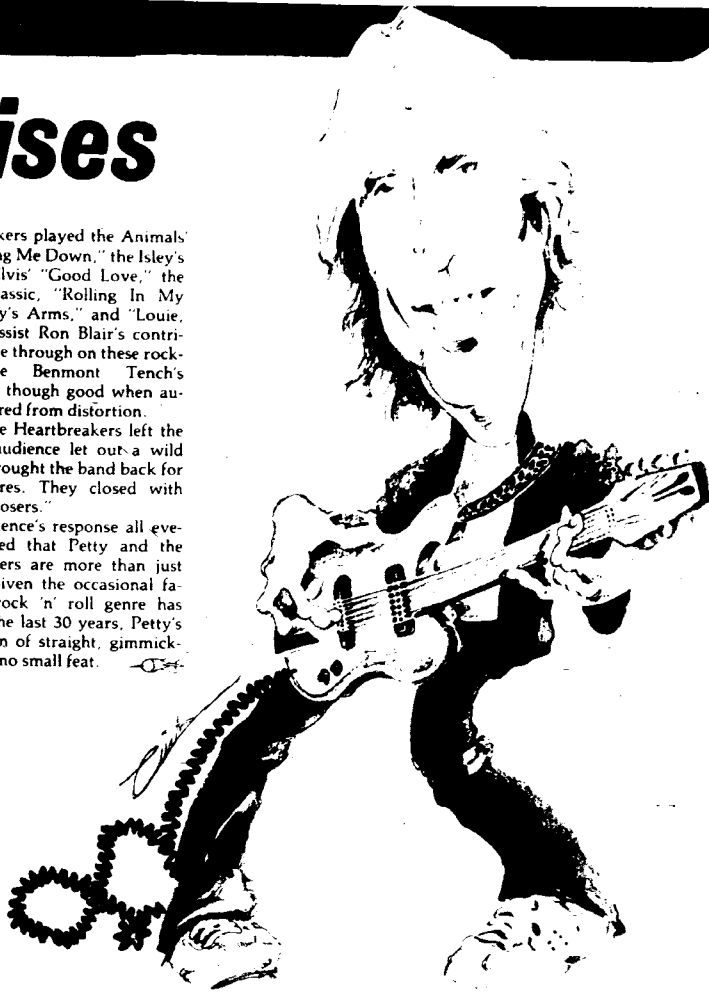 ises
kers played the Animals'
ng Me Down," the Isley's
lvis' "Good Love," the
assic, "Rolling In My
y's Arms," and "Louie,
ssist Ron Blair's contri-
e through on these rock-
e Benmont Tench's
though good when au-
red from distortion.
e Heartbreakers left the
udience let out a wild
rought the band back for
res. They closed with
osers."
ence's response all eve-
ed that Petty and the
ers are more than just
iven the occasional fa-
rock 'n' roll genre has
he last 30 years, Petty's
n of straight, gimmick-
no small feat.